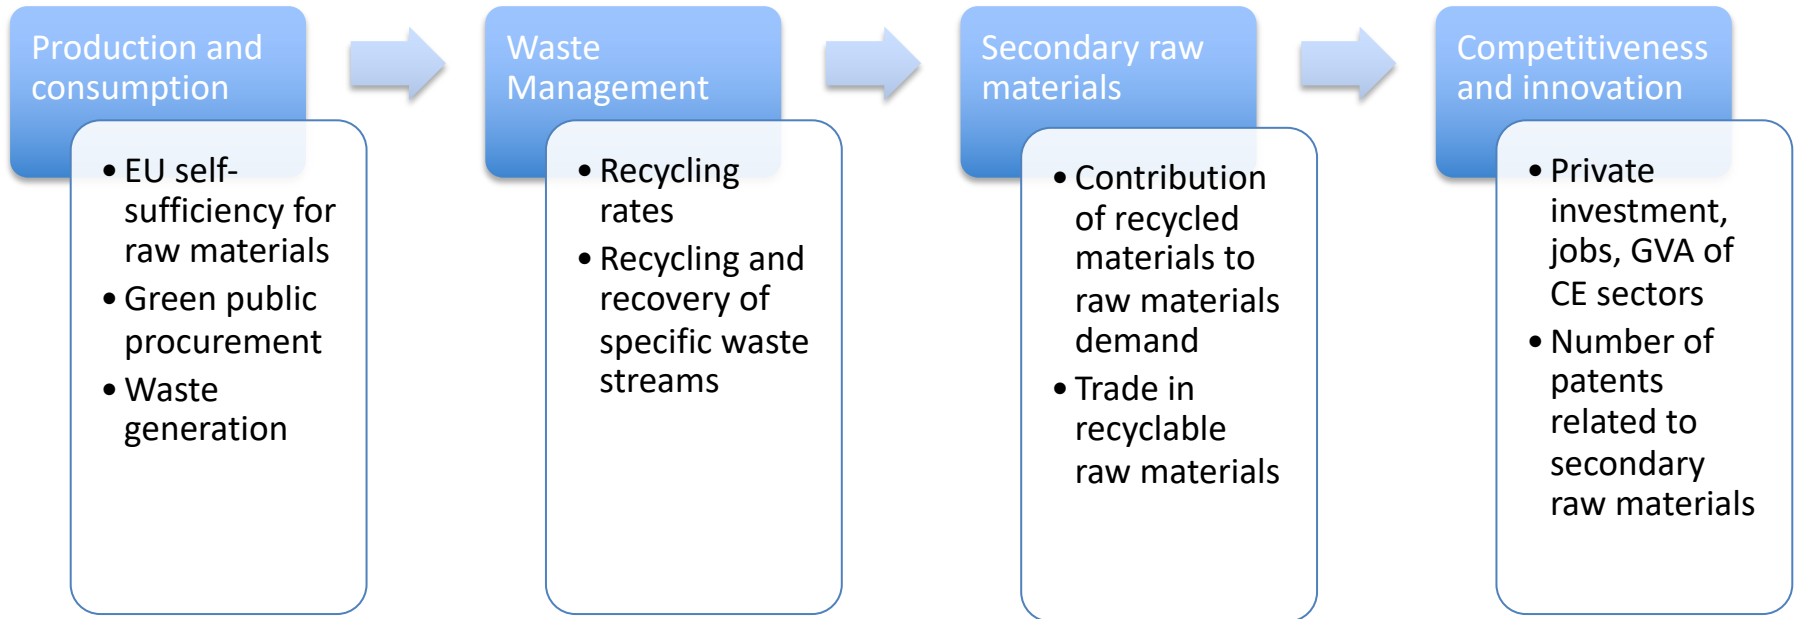 Production and
consumption
• EU self-
sufficiency for
raw materials
• Green public
procurement
• Waste
generation
Waste
Management
• Recycling
rates
• Recycling and
recovery of
specific waste
streams
Secondary raw
materials
• Contribution
of recycled
materials to
raw materials
demand
• Trade in
recyclable
raw materials
Competitiveness
and innovation
• Private
investment,
jobs, GVA of
CE sectors
• Number of
patents
related to
secondary
raw materials